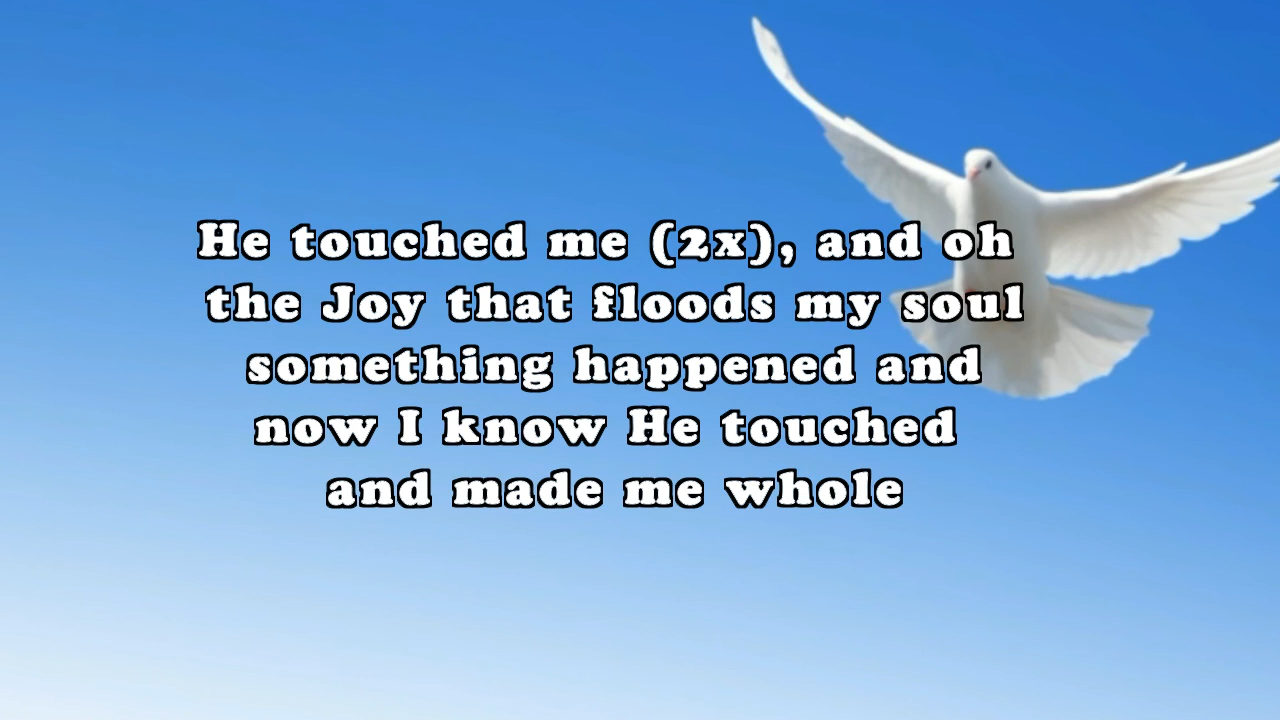 He touched me (2x), and oh
the Joy that floods my soul
something happened and
now I know He touched
and made me whole